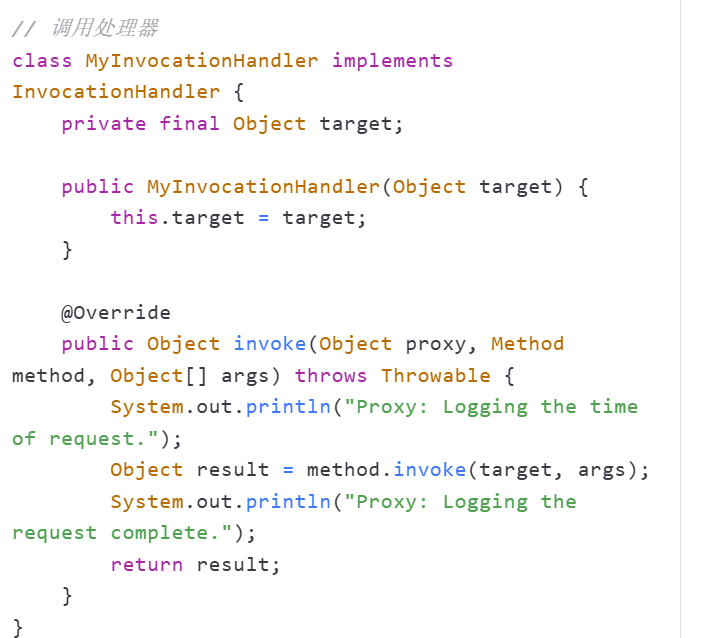 // 调用处理器
class MyInvocationHandler implements
InvocationHandler {
    private final Object target;

    public MyInvocationHandler(Object target) {
        this.target = target;
    }

    @Override
    public Object invoke(Object proxy, Method
method, Object[] args) throws Throwable {
        System.out.println("Proxy: Logging the time
of request.");
        Object result = method.invoke(target, args);
        System.out.println("Proxy: Logging the
request complete.");
        return result;
    }
}